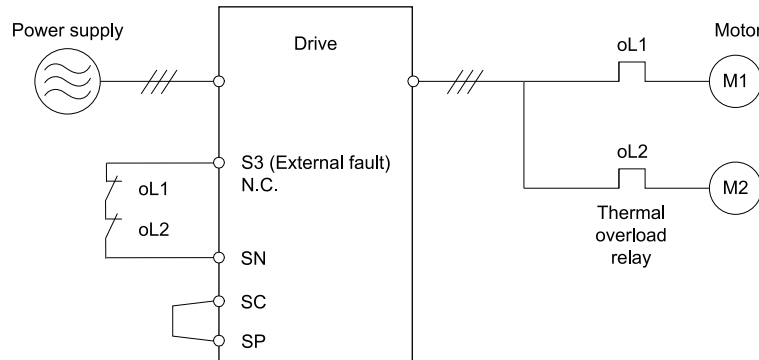 Power supply
Drive
oL1
Motor
M1
S3 (External fault)
N.C.
oL1
oL2
SN
SC
SP
oL2
M2
Thermal
overload
relay